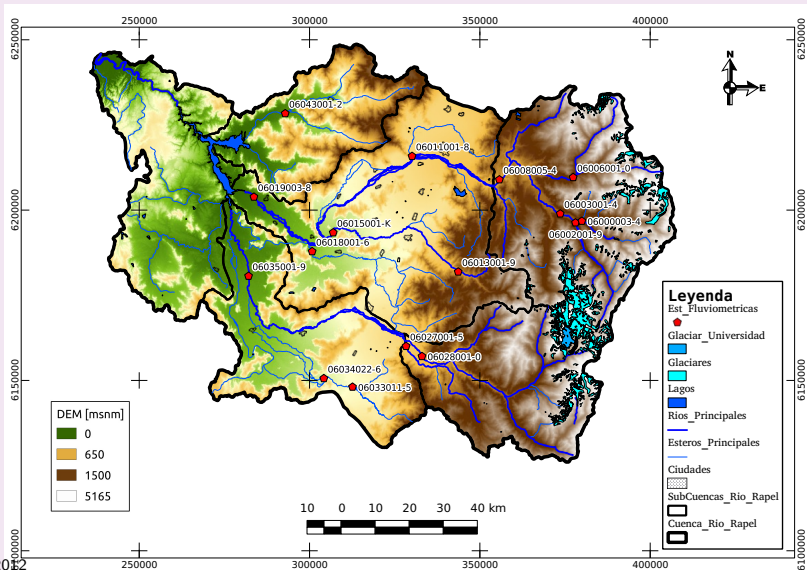 250000 300000 350000 400000
6250000 6250000
N
E
06043001-2
06011001-8
06008005-4
06006001-0
06019003-8
06003001-4
06000003-4
6200000 6200000
06015001-K
06002001-9
06018001-6
06035001-9
06013001-9
06027001-5
06028001-0
06034022-6
06033011-5
6150000 6150000
Leyenda
Est_Fluviometricas
Glaciar_Universidad
Glaciares
Lagos
Rios_Principales
Esteros_Principales
Ciudades
SubCuencas_Rio_Rapel
Cuenca_Rio_Rapel
DEM [msnm]
0
650
1500
5165
10 0 10 20 30 40 km
6100000 6100000
2012
250000 300000 350000 400000